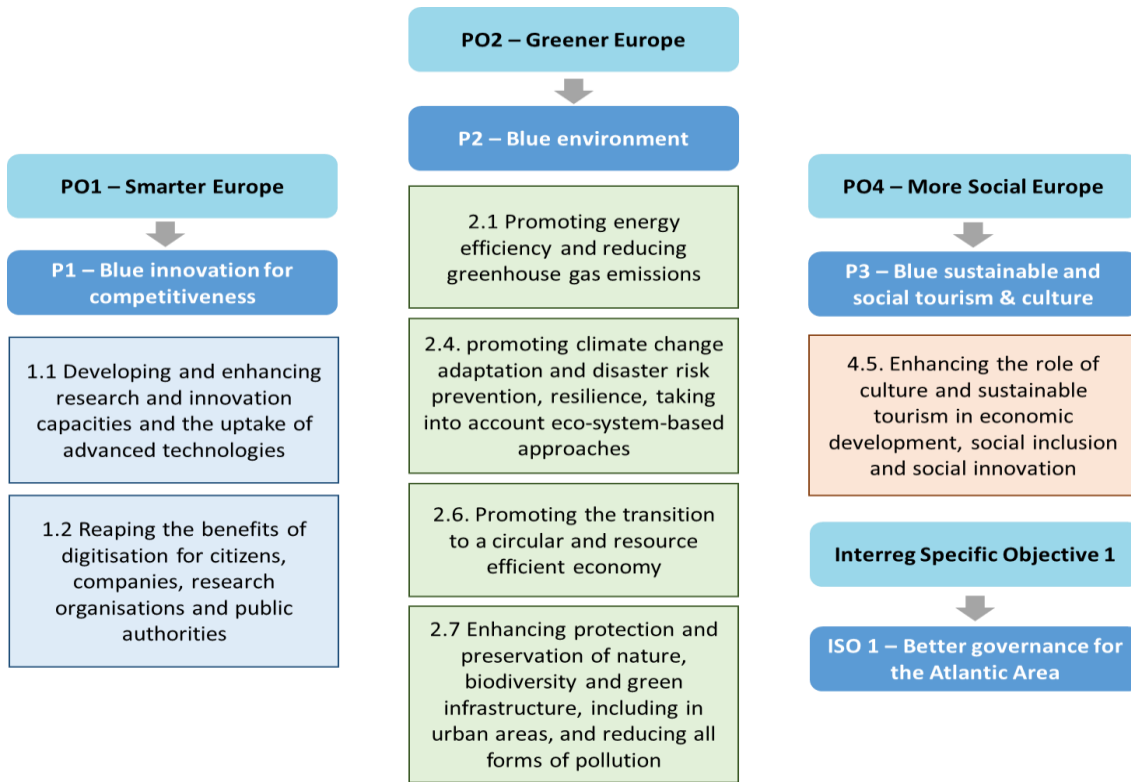 PO2 – Greener Europe
P2 – Blue environment
PO1 – Smarter Europe
P1 – Blue innovation for
competitiveness
1.1 Developing and enhancing
research and innovation
capacities and the uptake of
advanced technologies
1.2 Reaping the benefits of
digitisation for citizens,
companies, research
organisations and public
authorities
2.1 Promoting energy
efficiency and reducing
greenhouse gas emissions
2.4. promoting climate change
adaptation and disaster risk
prevention, resilience, taking
into account eco-system-based
approaches
2.6. Promoting the transition
to a circular and resource
efficient economy
2.7 Enhancing protection and
preservation of nature,
biodiversity and green
infrastructure, including in
urban areas, and reducing all
forms of pollution
PO4 – More Social Europe
P3 – Blue sustainable and
social tourism & culture
4.5. Enhancing the role of
culture and sustainable
tourism in economic
development, social inclusion
and social innovation
Interreg Specific Objective 1
ISO 1 – Better governance for
the Atlantic Area